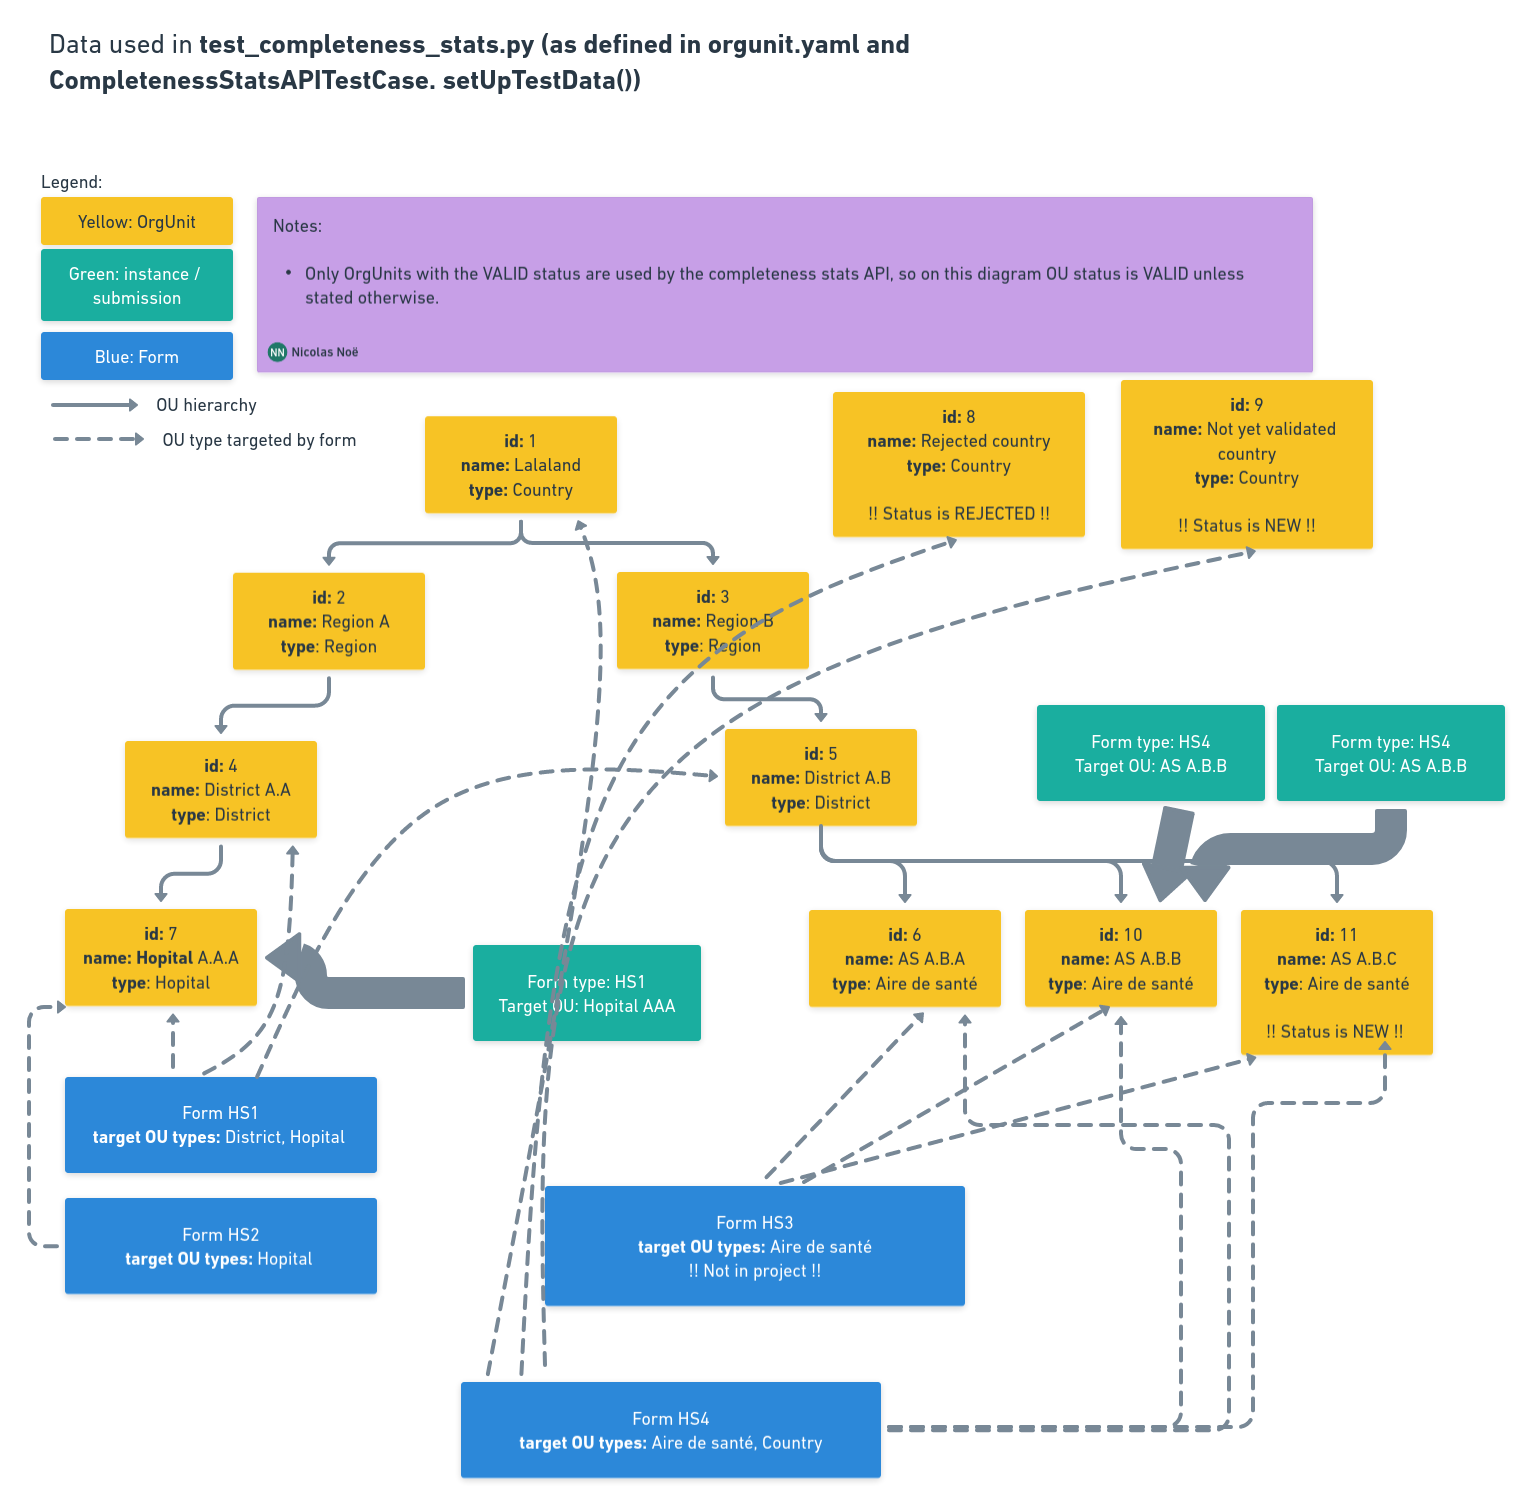 Data used in test_completeness_stats.py (as defined in orgunit.yaml and
CompletenessStatsAPITestCase. setUpTestData())
Legend:
Yellow: OrgUnit
Green: instance /
submission
Blue: Form
OU hierarchy
OU type targeted by form
Notes:
• Only OrgUnits with the VALID status are used by the completeness stats API, so on this diagram OU status is VALID unless
stated otherwise.
NN Nicolas Noë
id: 1
name: Lalaland
type: Country
id: 8
name: Rejected country
type: Country
!! Status is REJECTED !!
id: 9
name: Not yet validated
country
type: Country
!! Status is NEW !!
id: 2
name: Region A
type: Region
id: 3
name: Region B
type: Region
id: 4
name: District A.A
type: District
id: 5
name: District A.B
type: District
Form type: HS4
Target OU: AS A.B.B
Form type: HS4
Target OU: AS A.B.B
id: 7
name: Hopital A.A.A
type: Hopital
Form type: HS1
Target OU: Hopital AAA
id: 6
name: AS A.B.A
type: Aire de santé
id: 10
name: AS A.B.B
type: Aire de santé
id: 11
name: AS A.B.C
type: Aire de santé
!! Status is NEW !!
Form HS1
target OU types: District, Hopital
Form HS2
target OU types: Hopital
Form HS3
target OU types: Aire de santé
!! Not in project !!
Form HS4
target OU types: Aire de santé, Country